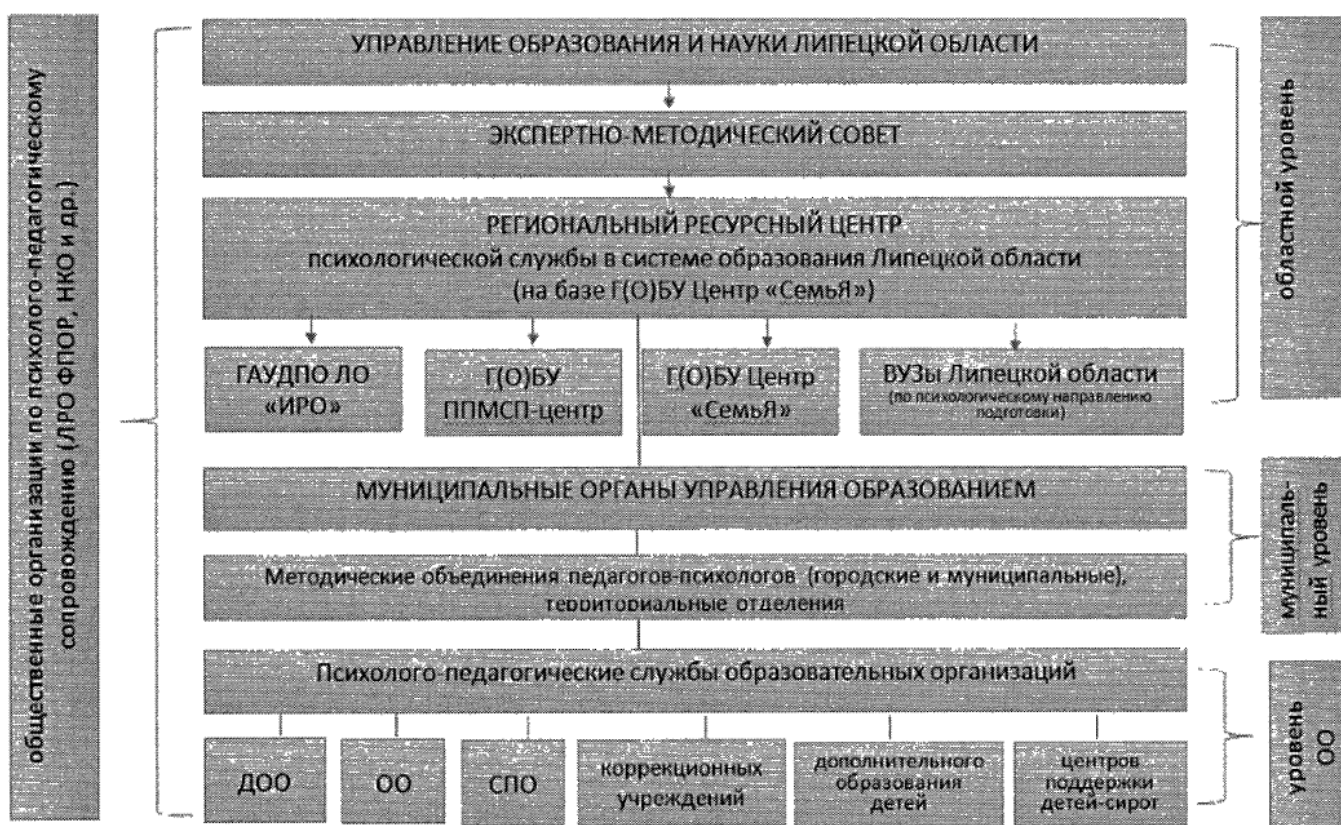 общественные организации по психолого-педагогическому
сопровождению (ЛРО ФПОР, НКО и др.)
УПРАВЛЕНИЕ ОБРАЗОВАНИЯ И НАУКИ ЛИПЕЦКОЙ ОБЛАСТИ
ЭКСПЕРТНО-МЕТОДИЧЕСКИЙ СОВЕТ
РЕГИОНАЛЬНЫЙ РЕСУРСНЫЙ ЦЕНТР
психологической службы в системе образования Липецкой области
(на базе Г(О)БУ Центр «СемьЯ»)
ГАУДПО ЛО
«ИРО»
Г(О)БУ
ППМСП-центр
Г(О)БУ Центр
«СемьЯ»
ВУЗы Липецкой области
(по психологическому направлению
подготовки)
областной уровень
МУНИЦИПАЛЬНЫЕ ОРГАНЫ УПРАВЛЕНИЯ ОБРАЗОВАНИЕМ
Методические объединения педагогов-психологов (городские и муниципальные),
территориальные отделения
муниципаль-
ный уровень
Психолого-педагогические службы образовательных организаций
ДОО
ОО
СПО
коррекционных
учреждений
дополнительного
образования
детей
центров
поддержки
детей-сирот
уровень
ОО